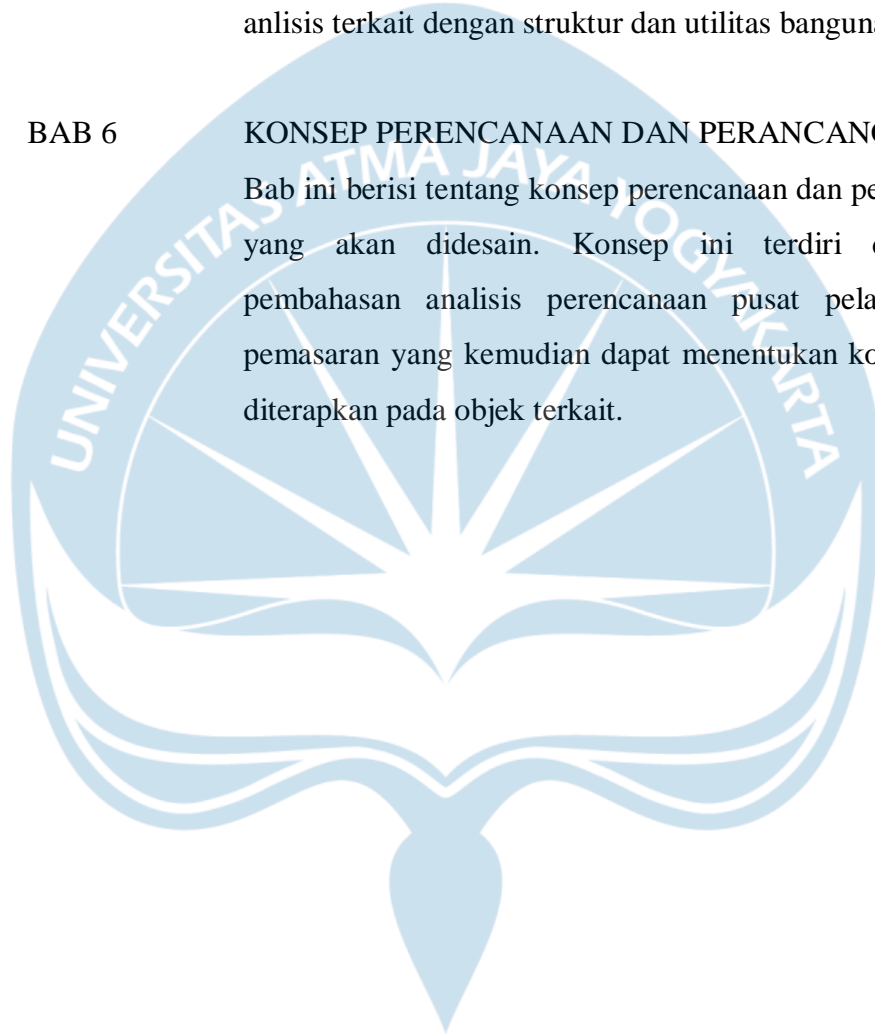 anlisis terkait dengan struktur dan utilitas banguna
BAB 6 KONSEP PERENCANAAN DAN PERANCANG
Bab ini berisi tentang konsep perencanaan dan pe
yang akan didesain. Konsep ini terdiri
pembahasan analisis perencanaan pusat pela
pemasaran yang kemudian dapat menentukan ko
diterapkan pada objek terkait.
UNIVERSITAS ATMA JAYA YOGYAKARTA